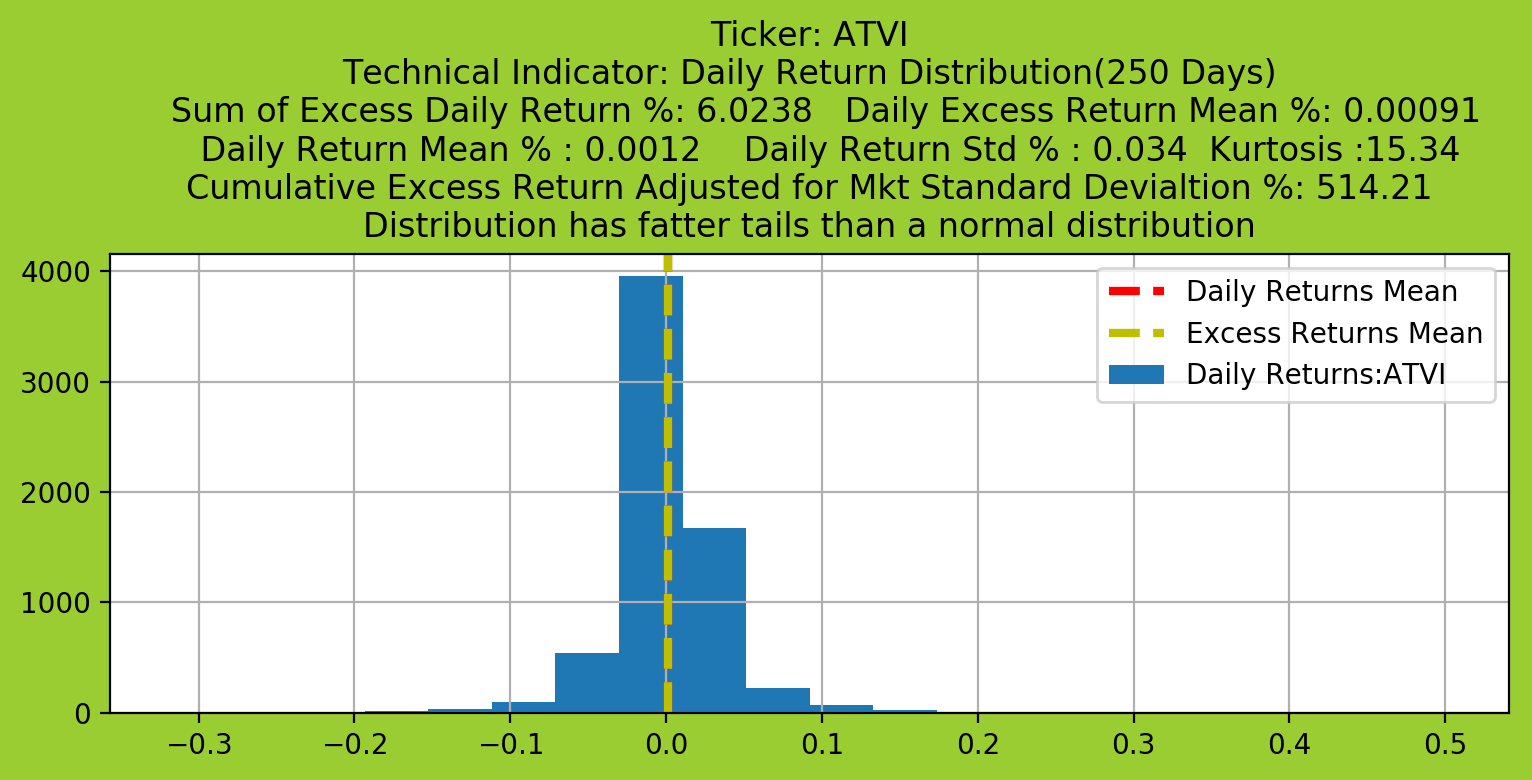 Ticker: ATVI
Technical Indicator: Daily Return Distribution(250 Days)
Sum of Excess Daily Return %: 6.0238   Daily Excess Return Mean %: 0.00091
Daily Return Mean % : 0.0012    Daily Return Std % : 0.034  Kurtosis :15.34
Cumulative Excess Return Adjusted for Mkt Standard Devialtion %: 514.21
Distribution has fatter tails than a normal distribution
4000
3000
2000
1000
0
Daily Returns Mean
Excess Returns Mean
Daily Returns:ATVI
−0.3 −0.2 −0.1 0.0 0.1 0.2 0.3 0.4 0.5